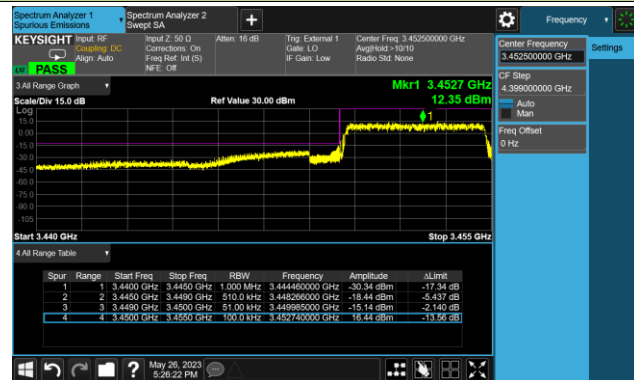 Spectrum Analyzer 1
Spurious Emissions
Spectrum Analyzer 2
Swept SA
+
Frequency
KEYSIGHT
Input: RF
Coupling: DC
Align: Auto
Input Z: 50 Ω
Corrections: On
Freq Ref: Int (S)
NFE: Off
Atten: 16 dB
Trig: External 1
Gate: LO
IF Gain: Low
Center Freq: 3.452500000 GHz
Avg|Hold:>10/10
Radio Std: None
PASS
Center Frequency
3.452500000 GHz
Settings
CF Step
4.399000000 GHz
Auto
Man
Freq Offset
0 Hz
3 All Range Graph
Mkr1 3.4527 GHz
12.35 dBm
Scale/Div 15.0 dB
Ref Value 30.00 dBm
Log
15.0
0.00
-15.0
-30.0
-45.0
-60.0
-75.0
-90.0
-105
1
Start 3.440 GHz
Stop 3.455 GHz
4 All Range Table
Spur Range Start Freq Stop Freq RBW Frequency Amplitude ΔLimit
1 1 3.4400 GHz 3.4450 GHz 1.000 MHz 3.444460000 GHz -30.34 dBm -17.34 dB
2 2 3.4450 GHz 3.4490 GHz 510.0 kHz 3.448266000 GHz -18.44 dBm -5.437 dB
3 3 3.4490 GHz 3.4500 GHz 51.00 kHz 3.449985000 GHz -15.14 dBm -2.140 dB
4 4 3.4500 GHz 3.4550 GHz 100.0 kHz 3.452740000 GHz 16.44 dBm -13.56 dB
?
May 26, 2023
5:26:22 PM